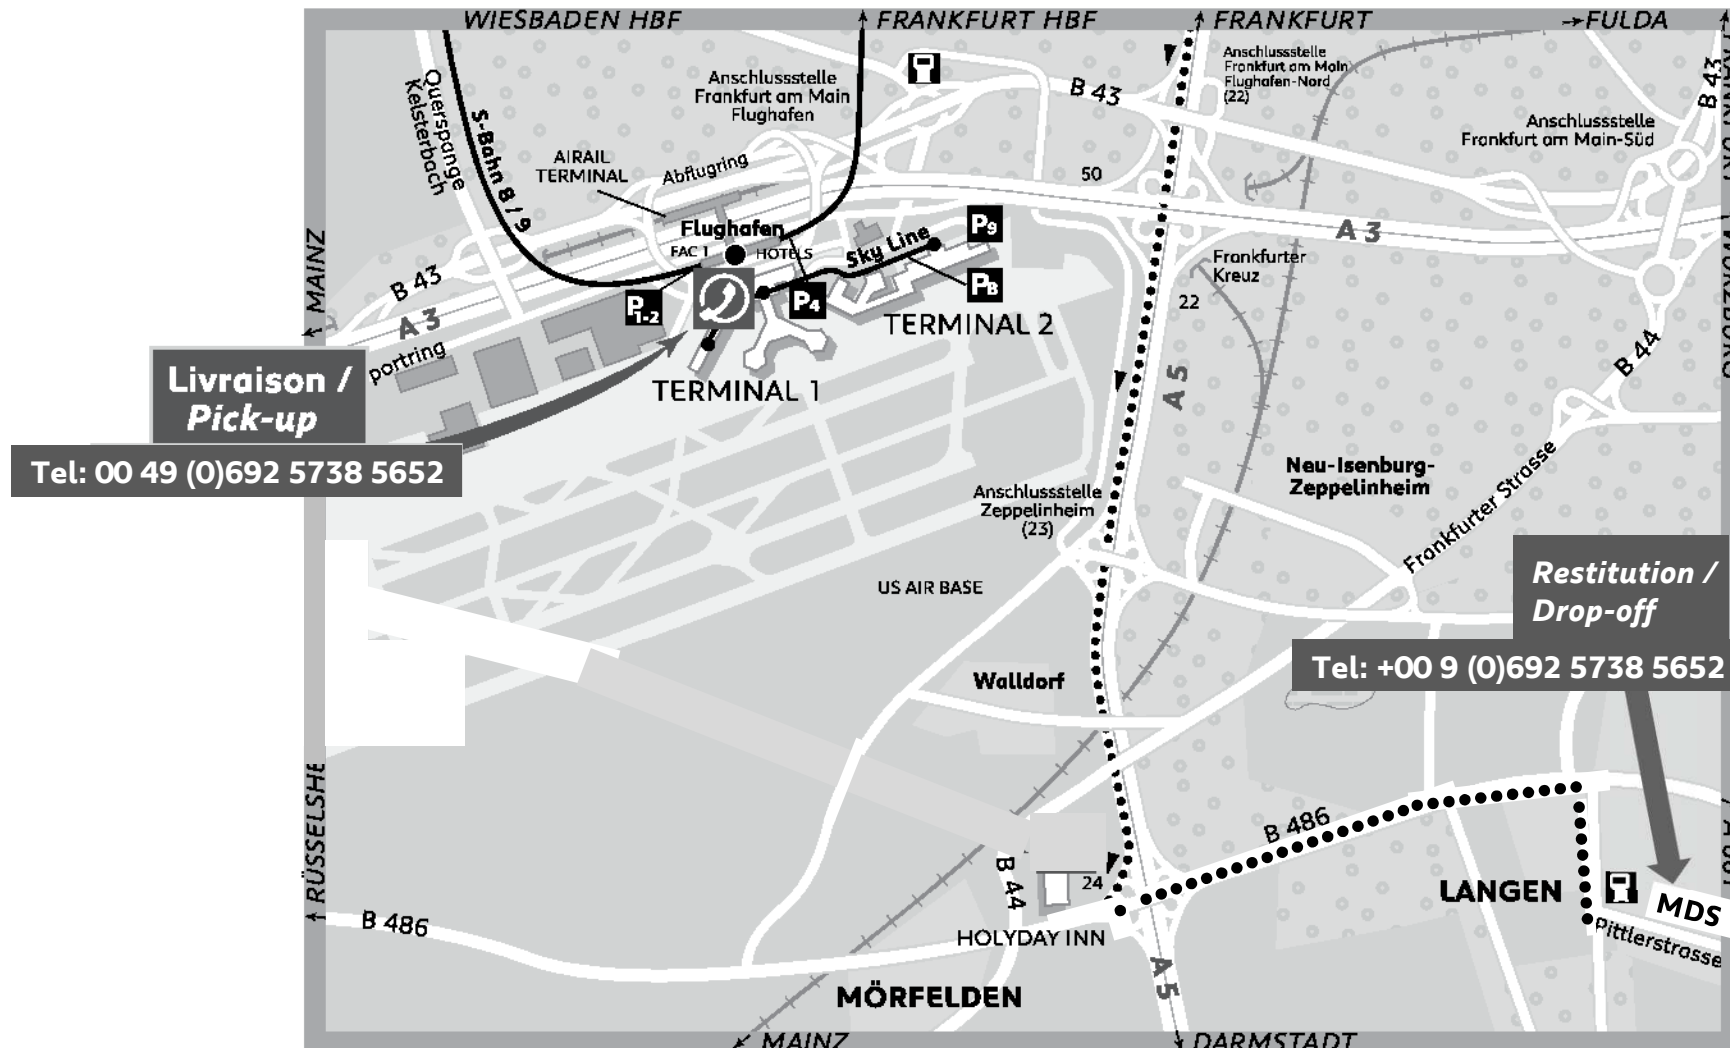 WIESBADEN HBF
FRANKFURT HBF
FRANKFURT
FULDA
Querspange
Kelsterbach
S-Bahn 8 / 9
Anschlussstelle
Frankfurt am Main
Flughafen
B 43
Anschlussstelle
Frankfurt am Main
Flughafen-Nord
(22)
B 43
Anschlussstelle
Frankfurt am Main-Süd
AIRAIL
TERMINAL
Abflugring
50
MAINZ
Flughafen
FAC 1
HOTELS
Sky Line
P9
A 3
B 43
A 3
P1-2
P4
P8
Frankfurter
Kreuz
22
TERMINAL 2
portring
TERMINAL 1
B 44
A 5
Livraison /
Pick-up
Tel: 00 49 (0)692 5738 5652
Neu-Isenburg-
Zeppelinheim
Frankfurter Strasse
Anschlussstelle
Zeppelinheim
(23)
US AIR BASE
Restitution /
Drop-off
Tel: +00 9 (0)692 5738 5652
Walldorf
RÜSSELSHE
B 486
B 44
24
LANGEN
MDS
Pittlerstrasse
B 486
HOLYDAY INN
A 5
MÖRFELDEN
MAINZ
DARMSTADT